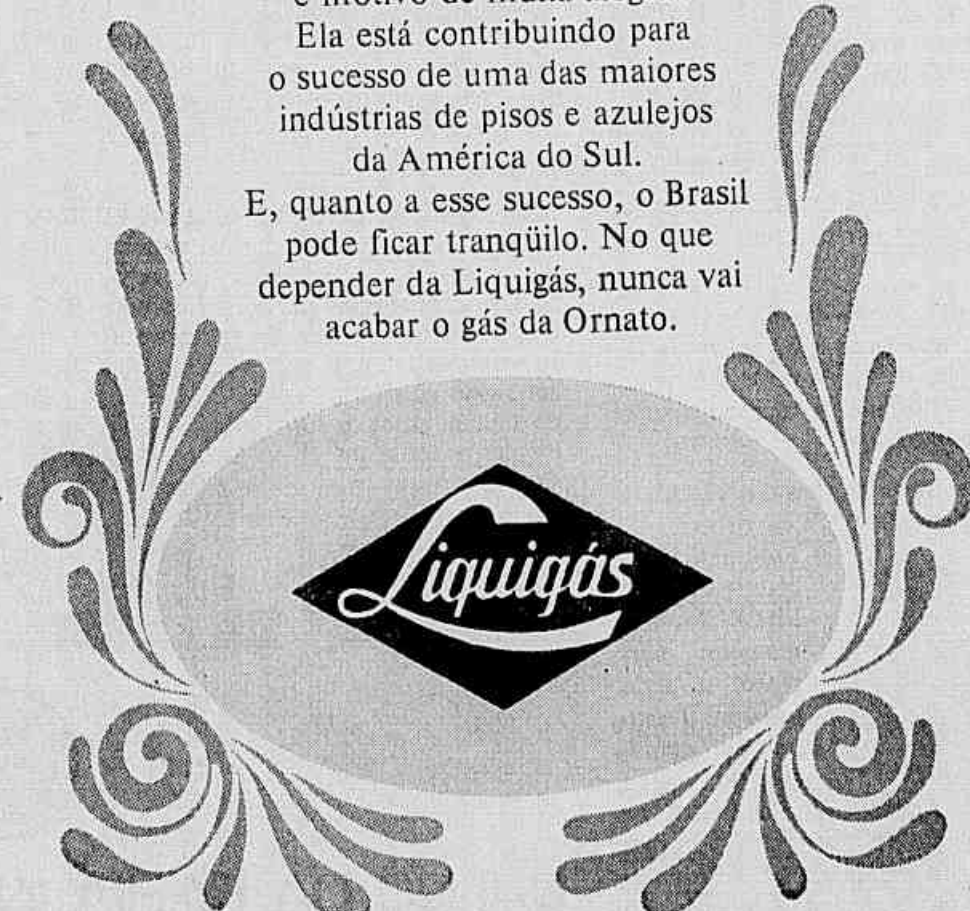 Ela está contribuindo para
o sucesso de uma das maiores
indústrias de pisos e azulejos
da América do Sul.
E, quanto a esse sucesso, o Brasil
pode ficar tranqüilo. No que
depender da Liquigás, nunca vai
acabar o gás da Ornato.
Liquigás